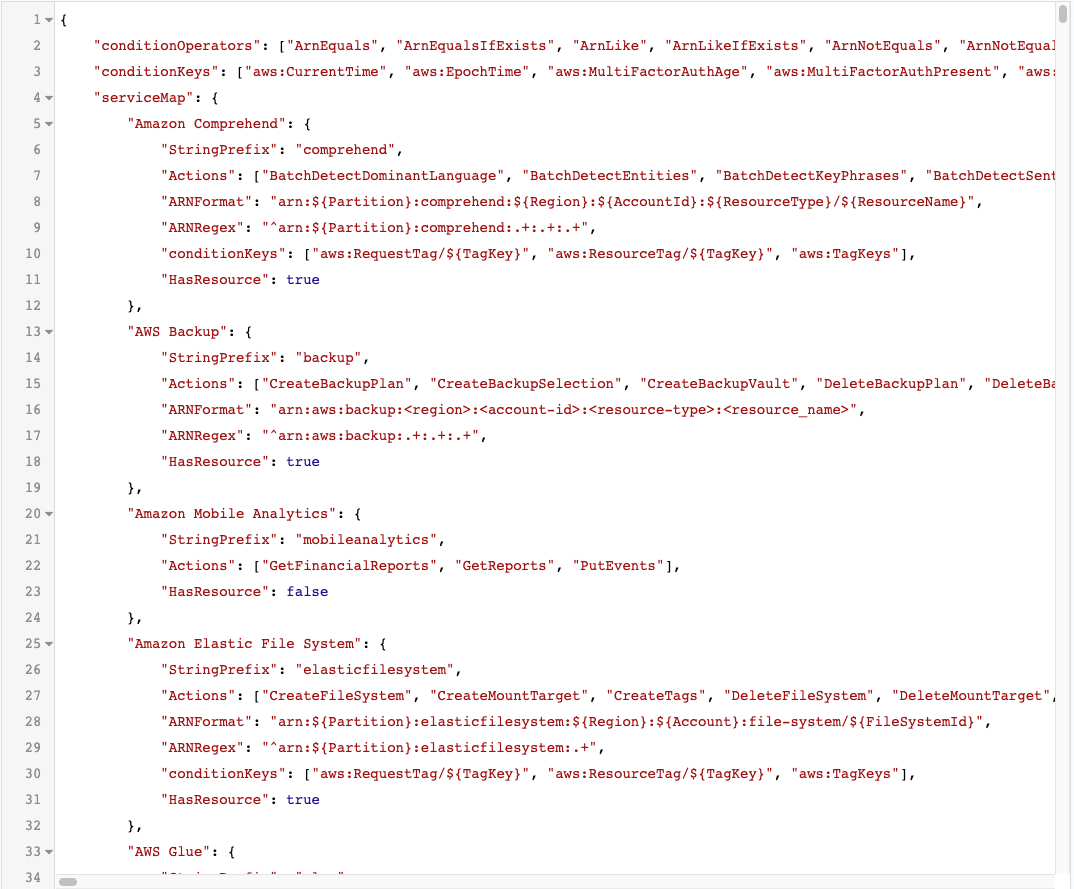 1 {
2 "conditionOperators": ["ArnEquals", "ArnEqualsIfExists", "ArnLike", "ArnLikeIfExists", "ArnNotEquals", "ArnNotEqual
3 "conditionKeys": ["aws:CurrentTime", "aws:EpochTime", "aws:MultiFactorAuthAge", "aws:MultiFactorAuthPresent", "aws:
4 "serviceMap": {
5 "Amazon Comprehend": {
6 "StringPrefix": "comprehend",
7 "Actions": ["BatchDetectDominantLanguage", "BatchDetectEntities", "BatchDetectKeyPhrases", "BatchDetectSent
8 "ARNFormat": "arn:${Partition}:comprehend:${Region}:${AccountId}:${ResourceType}/${ResourceName}",
9 "ARNRegex": "^arn:${Partition}:comprehend:.+:.+:.+",
10 "conditionKeys": ["aws:RequestTag/${TagKey}", "aws:ResourceTag/${TagKey}", "aws:TagKeys"],
11 "HasResource": true
12 },
13 "AWS Backup": {
14 "StringPrefix": "backup",
15 "Actions": ["CreateBackupPlan", "CreateBackupSelection", "CreateBackupVault", "DeleteBackupPlan", "DeleteBa
16 "ARNFormat": "arn:aws:backup:<region>:<account-id>:<resource-type>:<resource_name>",
17 "ARNRegex": "^arn:aws:backup:.+:.+:.+",
18 "HasResource": true
19 },
20 "Amazon Mobile Analytics": {
21 "StringPrefix": "mobileanalytics",
22 "Actions": ["GetFinancialReports", "GetReports", "PutEvents"],
23 "HasResource": false
24 },
25 "Amazon Elastic File System": {
26 "StringPrefix": "elasticfilesystem",
27 "Actions": ["CreateFileSystem", "CreateMountTarget", "CreateTags", "DeleteFileSystem", "DeleteMountTarget",
28 "ARNFormat": "arn:${Partition}:elasticfilesystem:${Region}:${Account}:file-system/${FileSystemId}",
29 "ARNRegex": "^arn:${Partition}:elasticfilesystem:.+",
30 "conditionKeys": ["aws:RequestTag/${TagKey}", "aws:ResourceTag/${TagKey}", "aws:TagKeys"],
31 "HasResource": true
32 },
33 "AWS Glue": {
34